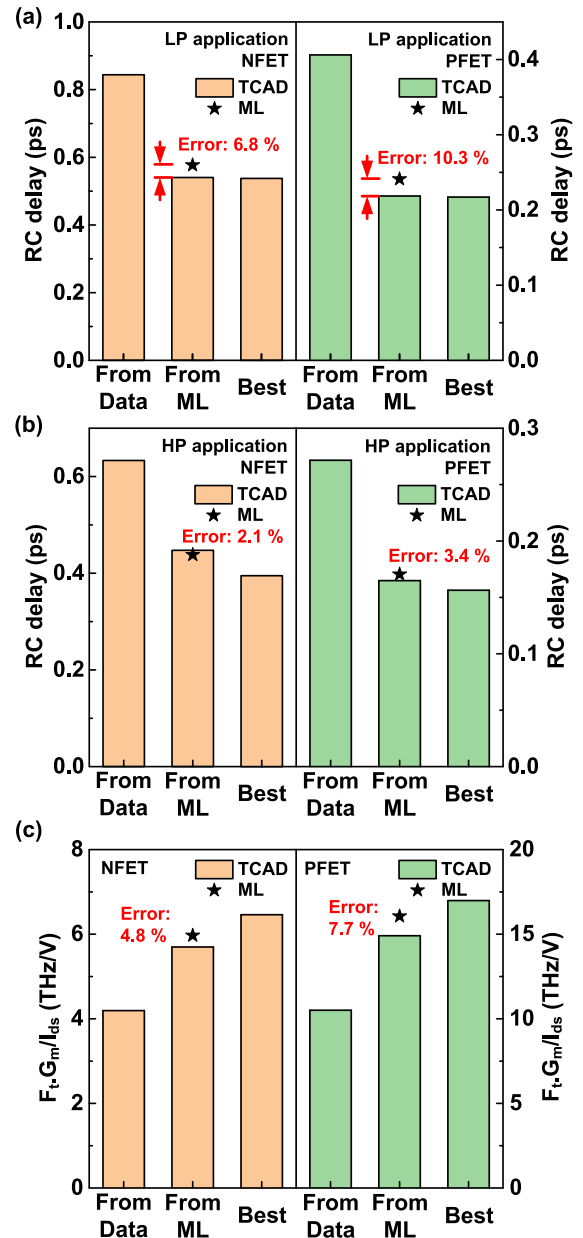 (a)
RC delay (ps)
1.0
0.8
0.6
0.4
0.2
0.0
LP application
NFET
TCAD
★ ML
Error: 6.8 %
From
Data
From
ML
Best
LP application
PFET
TCAD
★ ML
Error: 10.3 %
From
Data
From
ML
Best
0.4
0.3
0.2
0.1
0.0
RC delay (ps)
(b)
RC delay (ps)
0.6
0.4
0.2
0.0
HP application
NFET
TCAD
★ ML
Error: 2.1 %
From
Data
From
ML
Best
HP application
PFET
TCAD
★ ML
Error: 3.4 %
From
Data
From
ML
Best
0.3
0.2
0.1
0.0
RC delay (ps)
(c)
Ft.Gm/Ids (THz/V)
8
6
4
2
0
NFET
TCAD
★ ML
Error:
4.8 %
From
Data
From
ML
Best
PFET
TCAD
★ ML
Error:
7.7 %
From
Data
From
ML
Best
20
15
10
5
0
Ft.Gm/Ids (THz/V)